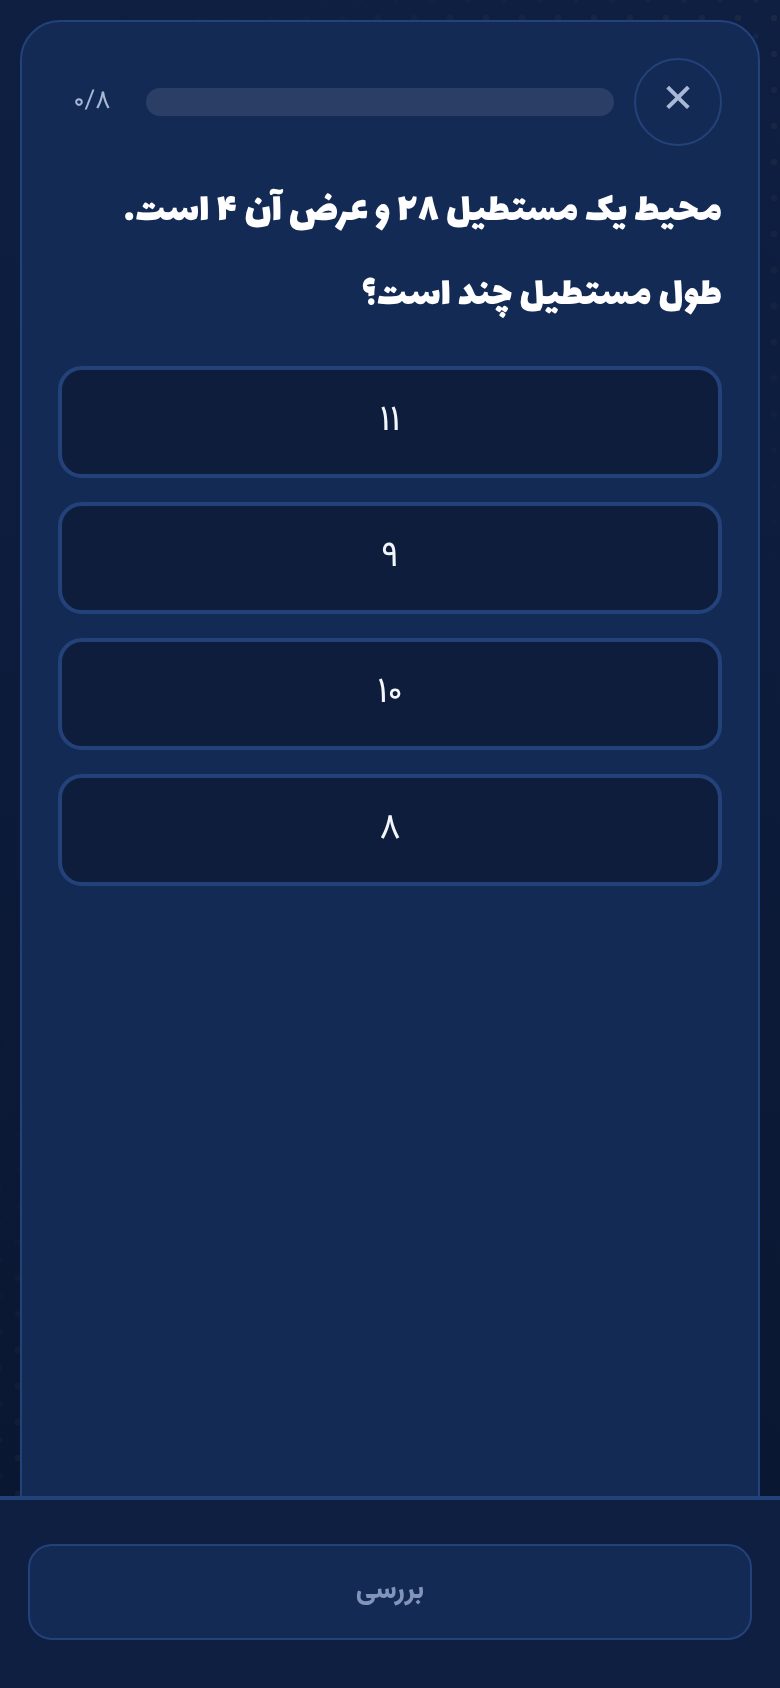 ۰/۸
✕
محیط یک مستطیل ۲۸ و عرض آن ۴ است.
طول مستطیل چند است؟
۱۱
۹
۱۰
۸
بررسی